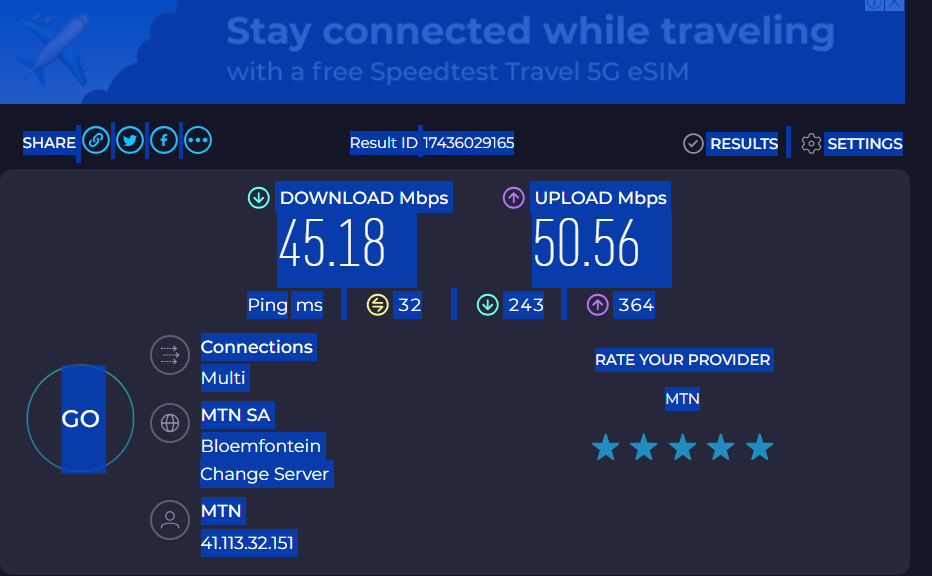 Stay connected while traveling
with a free Speedtest Travel 5G eSIM
SHARE
Result ID 17436029165
RESULTS
SETTINGS
DOWNLOAD Mbps
45.18
UPLOAD Mbps
50.56
Ping ms 32 243 364
GO
Connections
Multi
MTN SA
Bloemfontein
Change Server
MTN
41.113.32.151
RATE YOUR PROVIDER
MTN